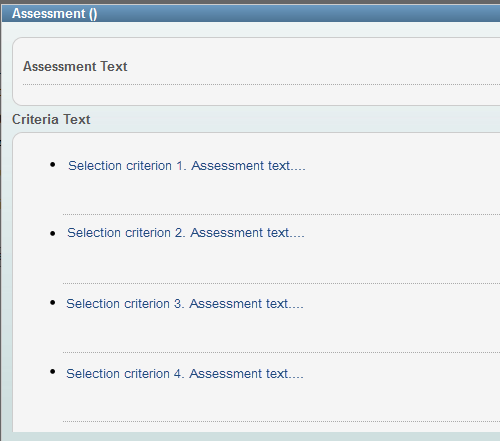 Assessment ()
Assessment Text
Criteria Text
Selection criterion 1. Assessment text....
Selection criterion 2. Assessment text....
Selection criterion 3. Assessment text....
Selection criterion 4. Assessment text....